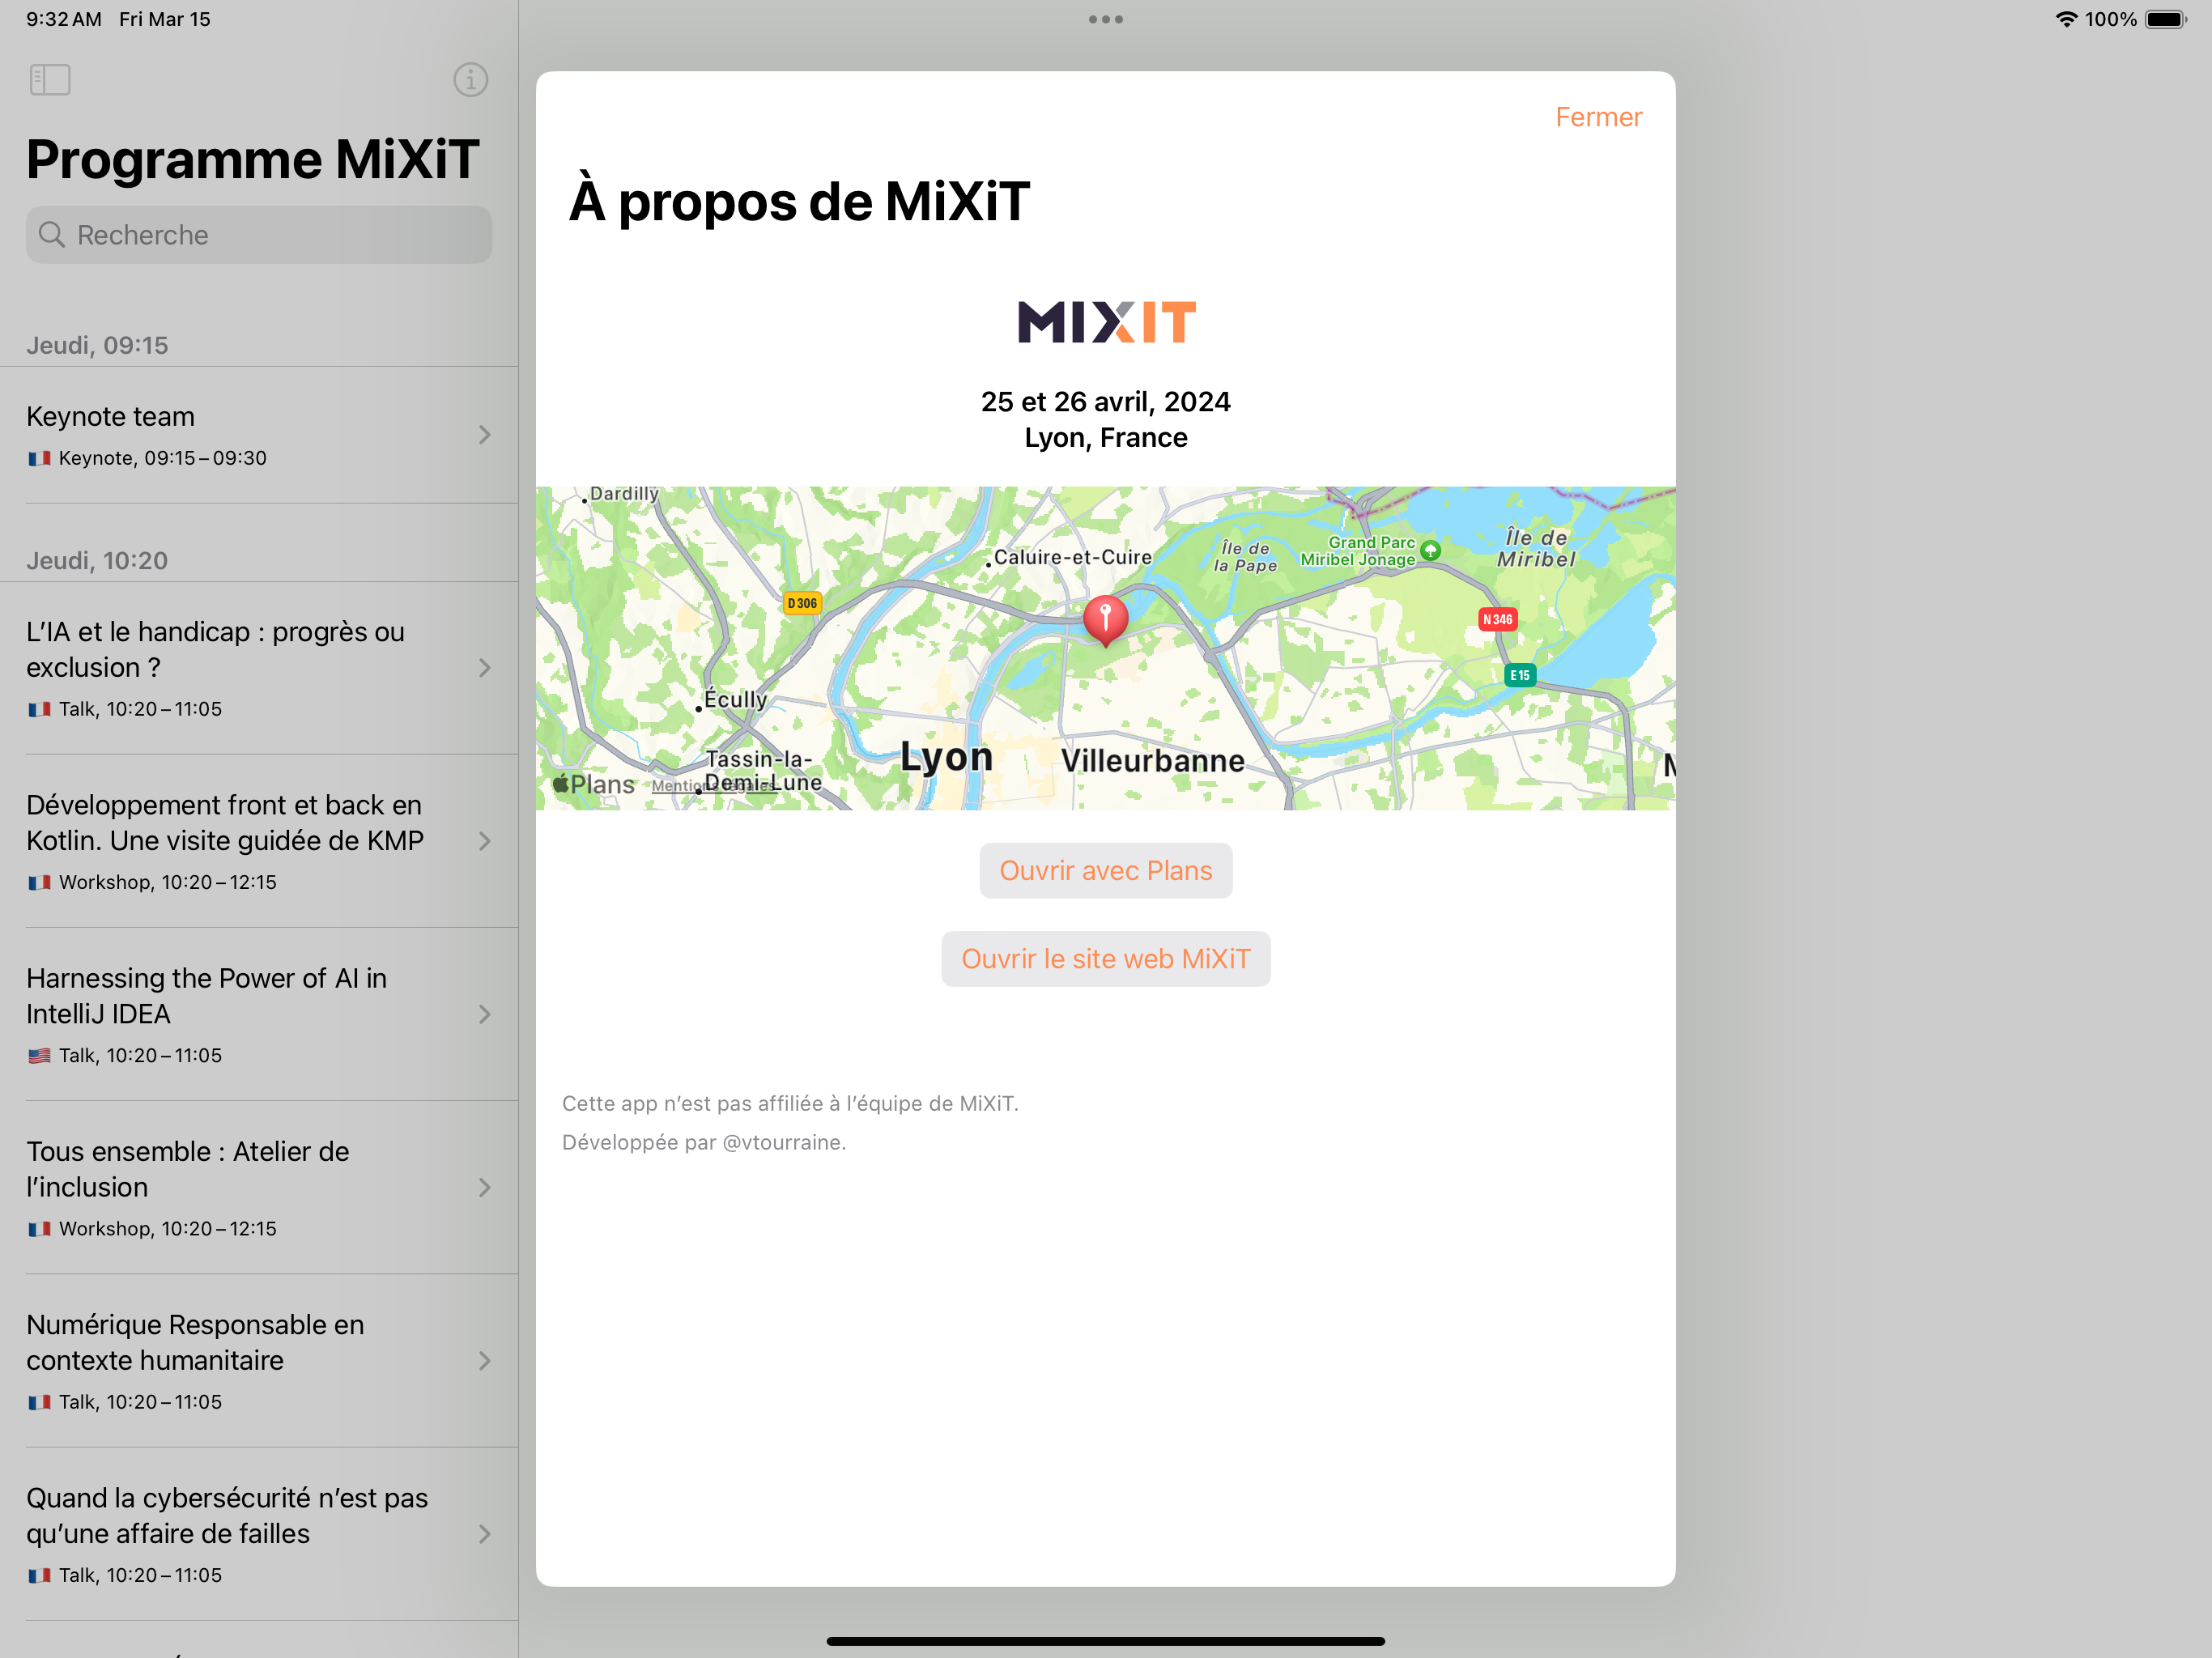 9:32 AM Fri Mar 15
100%
Programme MiXiT
Recherche
Jeudi, 09:15
Keynote team
🇫🇷 Keynote, 09:15 – 09:30
Jeudi, 10:20
L’IA et le handicap : progrès ou
exclusion ?
🇫🇷 Talk, 10:20 – 11:05
Développement front et back en
Kotlin. Une visite guidée de KMP
🇫🇷 Workshop, 10:20 – 12:15
Harnessing the Power of AI in
IntelliJ IDEA
🇺🇸 Talk, 10:20 – 11:05
Tous ensemble : Atelier de
l’inclusion
🇫🇷 Workshop, 10:20 – 12:15
Numérique Responsable en
contexte humanitaire
🇫🇷 Talk, 10:20 – 11:05
Quand la cybersécurité n’est pas
qu’une affaire de failles
🇫🇷 Talk, 10:20 – 11:05
Fermer
À propos de MiXiT
MIXIT
25 et 26 avril, 2024
Lyon, France
Dardilly
Caluire-et-Cuire
Île de
la Pape
Grand Parc
Miribel Jonage
Île de
Miribel
D 306
N 346
E 15
Écully
Tassin-la-
Demi-Lune
Lyon
Villeurbanne
Plans
Mentions légales
Ouvrir avec Plans
Ouvrir le site web MiXiT
Cette app n’est pas affiliée à l’équipe de MiXiT.
Développée par @vtourraine.